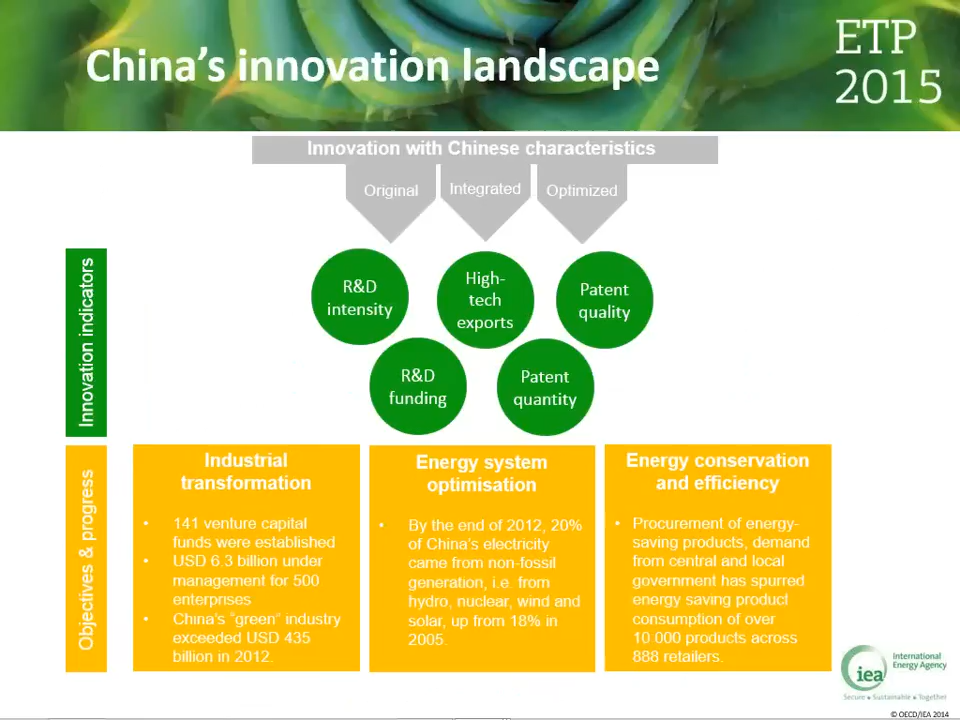 China's innovation landscape
ETP
2015
Innovation with Chinese characteristics
Original
Integrated
Optimized
Innovation indicators
R&D
intensity
High-
tech
exports
Patent
quality
R&D
funding
Patent
quantity
Objectives & progress
Industrial
transformation
• 141 venture capital
funds were established
• USD 6.3 billion under
management for 500
enterprises
• China's "green" industry
exceeded USD 435
billion in 2012.
Energy system
optimisation
• By the end of 2012, 20%
of China's electricity
came from non-fossil
generation, i.e. from
hydro, nuclear, wind and
solar, up from 18% in
2005.
Energy conservation
and efficiency
• Procurement of energy-
saving products, demand
from central and local
government has spurred
energy saving product
consumption of over
10 000 products across
888 retailers.
iea
International
Energy Agency
Secure • Sustainable • Together
© OECD/IEA 2014